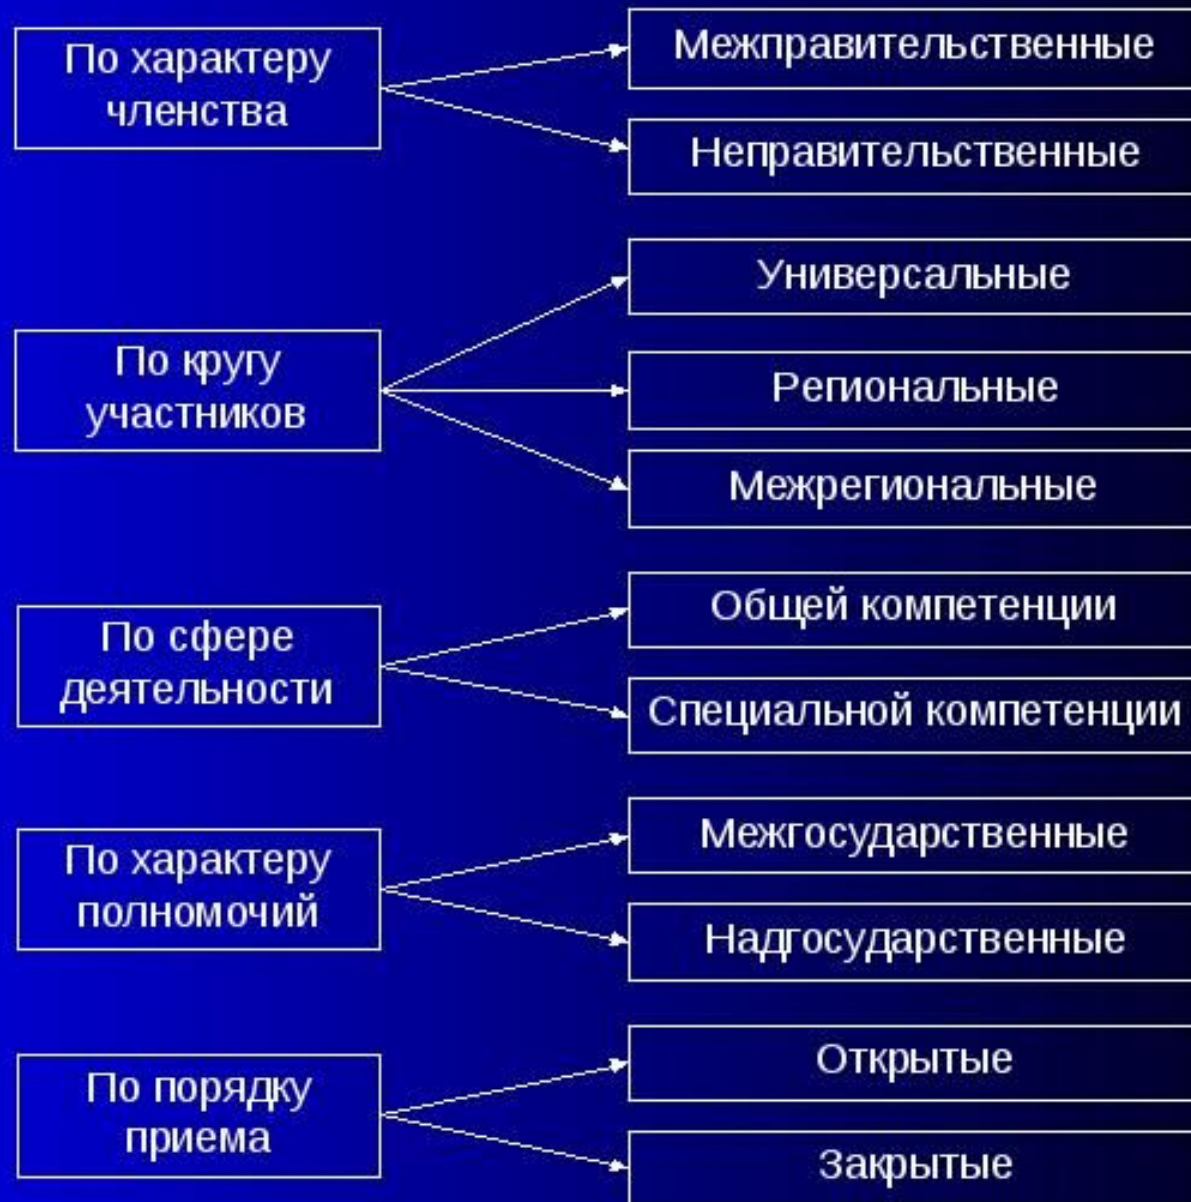 По характеру
членства
Межправительственные
Неправительственные
По кругу
участников
Универсальные
Региональные
Межрегиональные
По сфере
деятельности
Общей компетенции
Специальной компетенции
По характеру
полномочий
Межгосударственные
Надгосударственные
По порядку
приема
Открытые
Закрытые